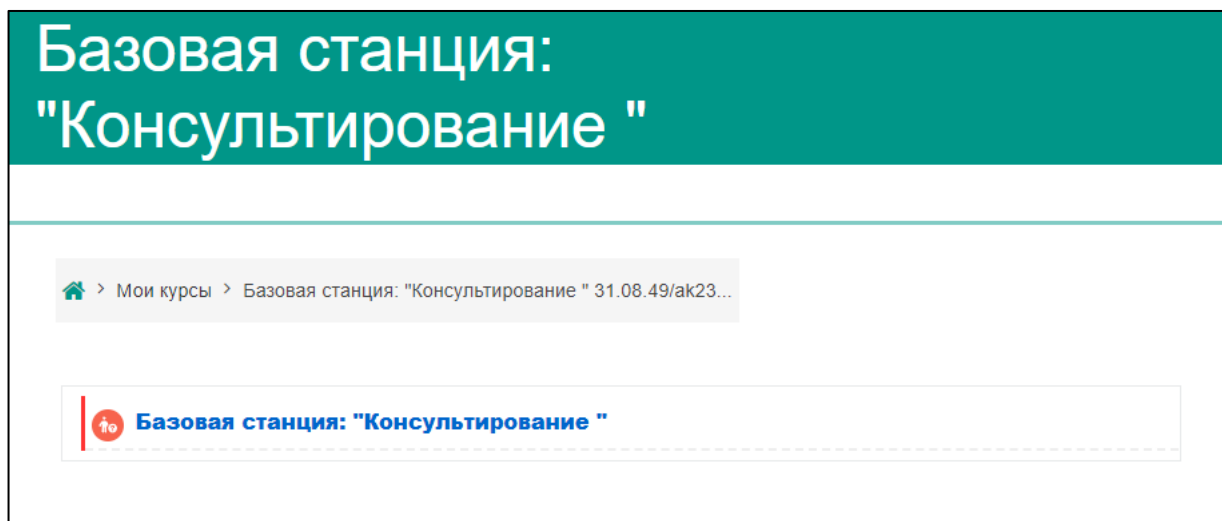 Базовая станция:
"Консультирование "
Мои курсы > Базовая станция: "Консультирование " 31.08.49/ak23...
Базовая станция: "Консультирование "